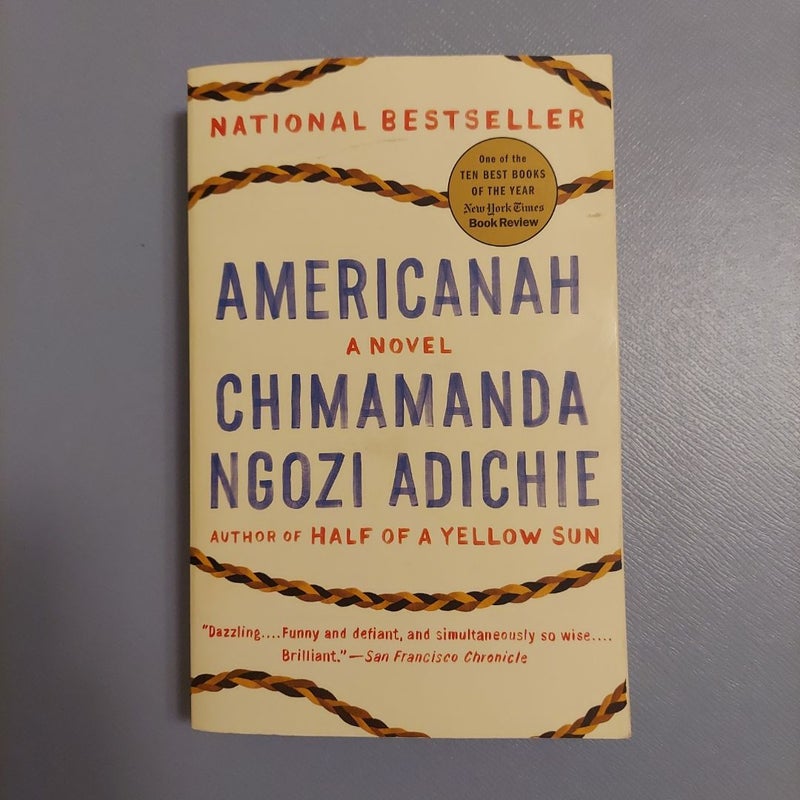 NATIONAL BESTSELLER
One of the
TEN BEST BOOKS
OF THE YEAR
New York Times
Book Review
AMERICANAH
A NOVEL
CHIMAMANDA
NGOZI ADICHIE
AUTHOR OF HALF OF A YELLOW SUN
"Dazzling....Funny and defiant, and simultaneously so wise....
Brilliant."—San Francisco Chronicle